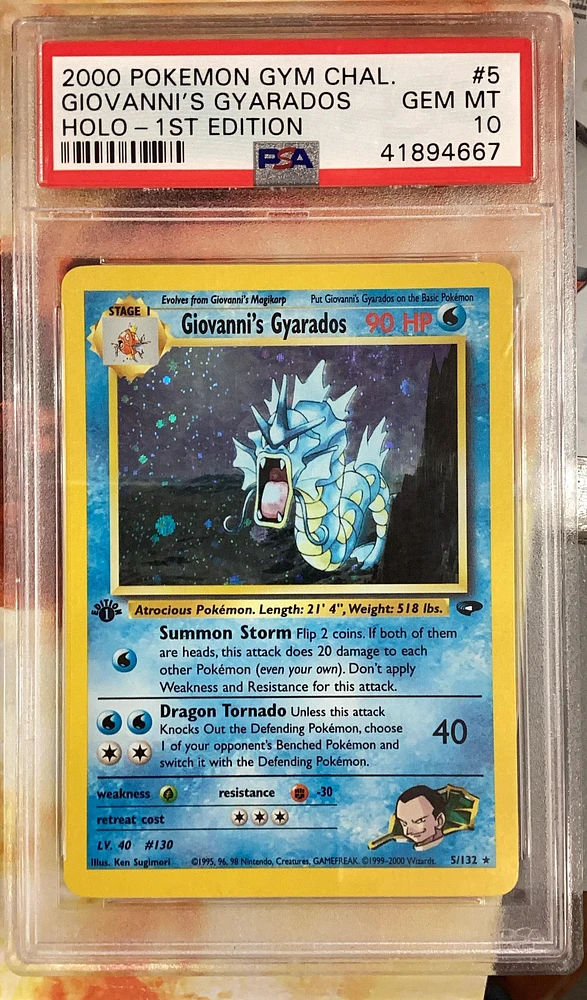 2000 POKEMON GYM CHAL. #5
GIOVANNI'S GYARADOS GEM MT
HOLO – 1ST EDITION 10
PSA 41894667
Evolves from Giovanni's Magikarp Put Giovanni's Gyarados on the Basic Pokémon
STAGE 1
Giovanni's Gyarados 90 HP
EDITION 1
Atrocious Pokémon. Length: 21' 4", Weight: 518 lbs.
Summon Storm Flip 2 coins. If both of them
are heads, this attack does 20 damage to each
other Pokémon (even your own). Don't apply
Weakness and Resistance for this attack.
Dragon Tornado Unless this attack
Knocks Out the Defending Pokémon, choose
1 of your opponent's Benched Pokémon and
switch it with the Defending Pokémon.
40
weakness resistance -30
retreat cost
LV. 40 #130
Illus. Ken Sugimori ©1995, 96, 98 Nintendo, Creatures, GAMEFREAK. ©1999-2000 Wizards. 5/132 ★